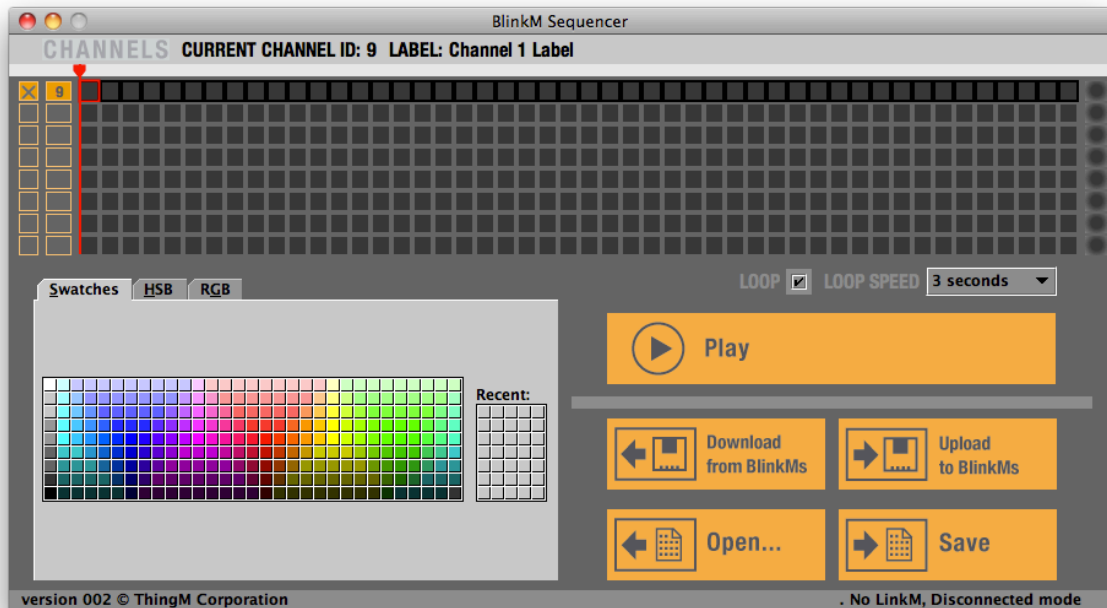 BlinkM Sequencer
CHANNELS CURRENT CHANNEL ID: 9 LABEL: Channel 1 Label
9
Swatches HSB RGB
LOOP LOOP SPEED 3 seconds
Play
Recent:
Download
from BlinkMs
Upload
to BlinkMs
Open...
Save
version 002 © ThingM Corporation
. No LinkM, Disconnected mode